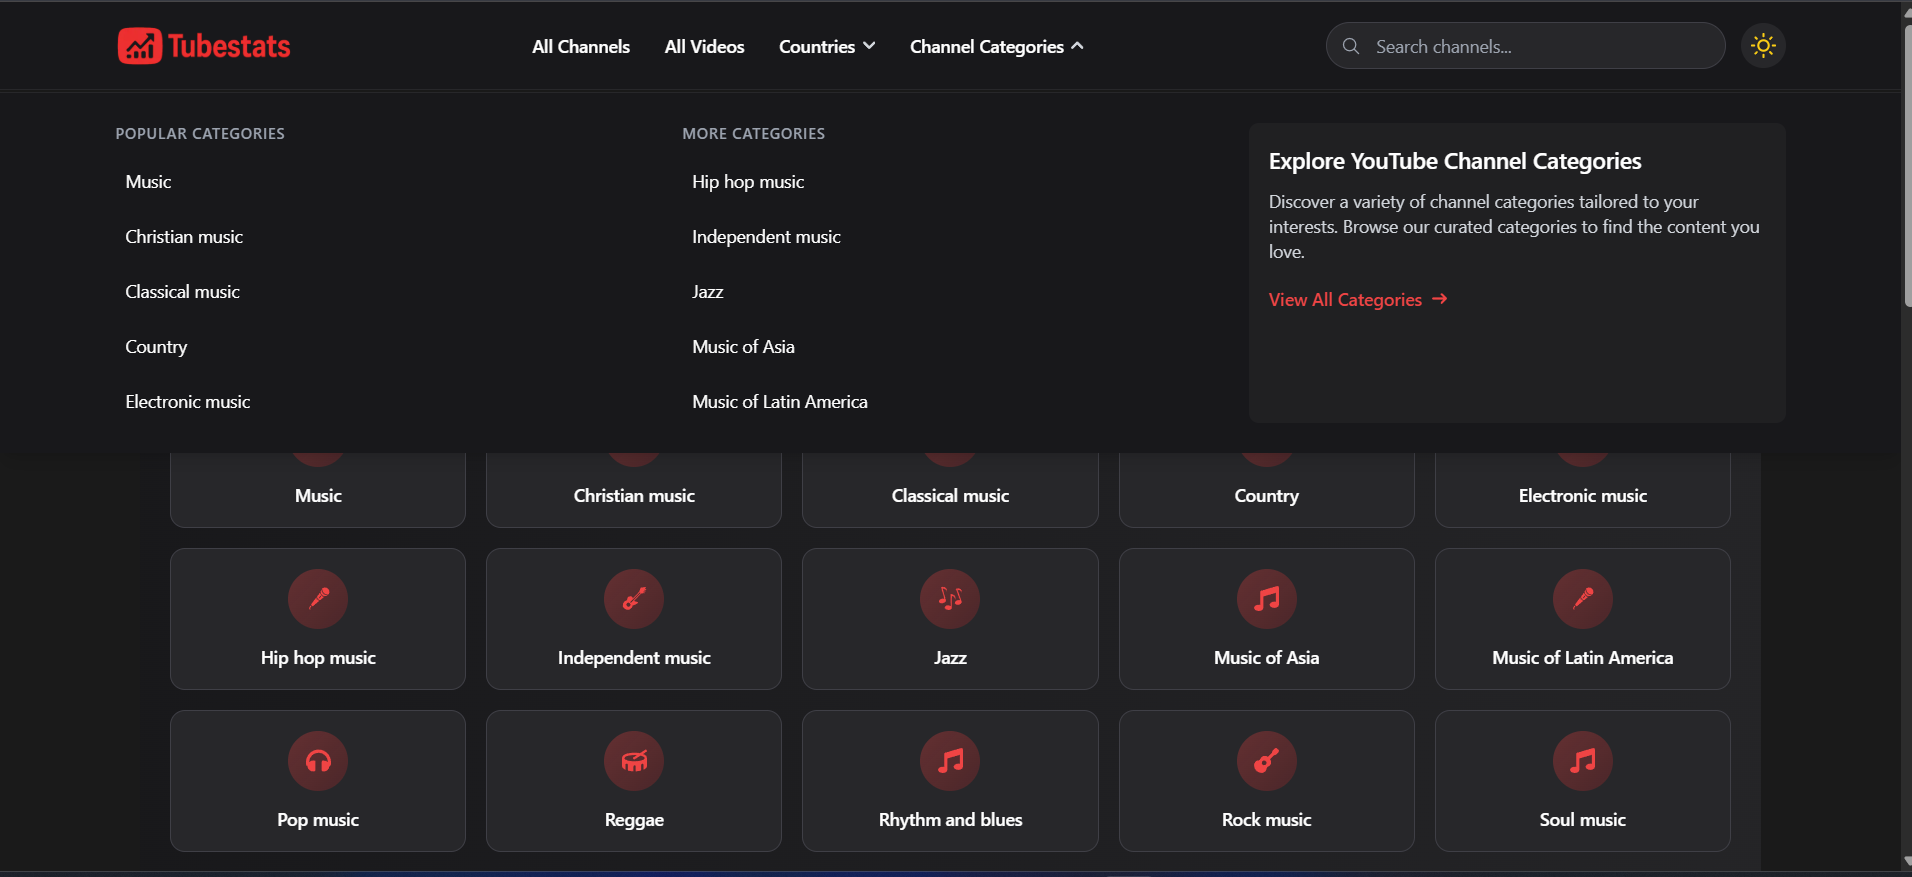 Tubestats
All Channels
All Videos
Countries
Channel Categories
Search channels...
POPULAR CATEGORIES
Music
Christian music
Classical music
Country
Electronic music
MORE CATEGORIES
Hip hop music
Independent music
Jazz
Music of Asia
Music of Latin America
Explore YouTube Channel Categories
Discover a variety of channel categories tailored to your
interests. Browse our curated categories to find the content you
love.
View All Categories
Music
Christian music
Classical music
Country
Electronic music
Hip hop music
Independent music
Jazz
Music of Asia
Music of Latin America
Pop music
Reggae
Rhythm and blues
Rock music
Soul music